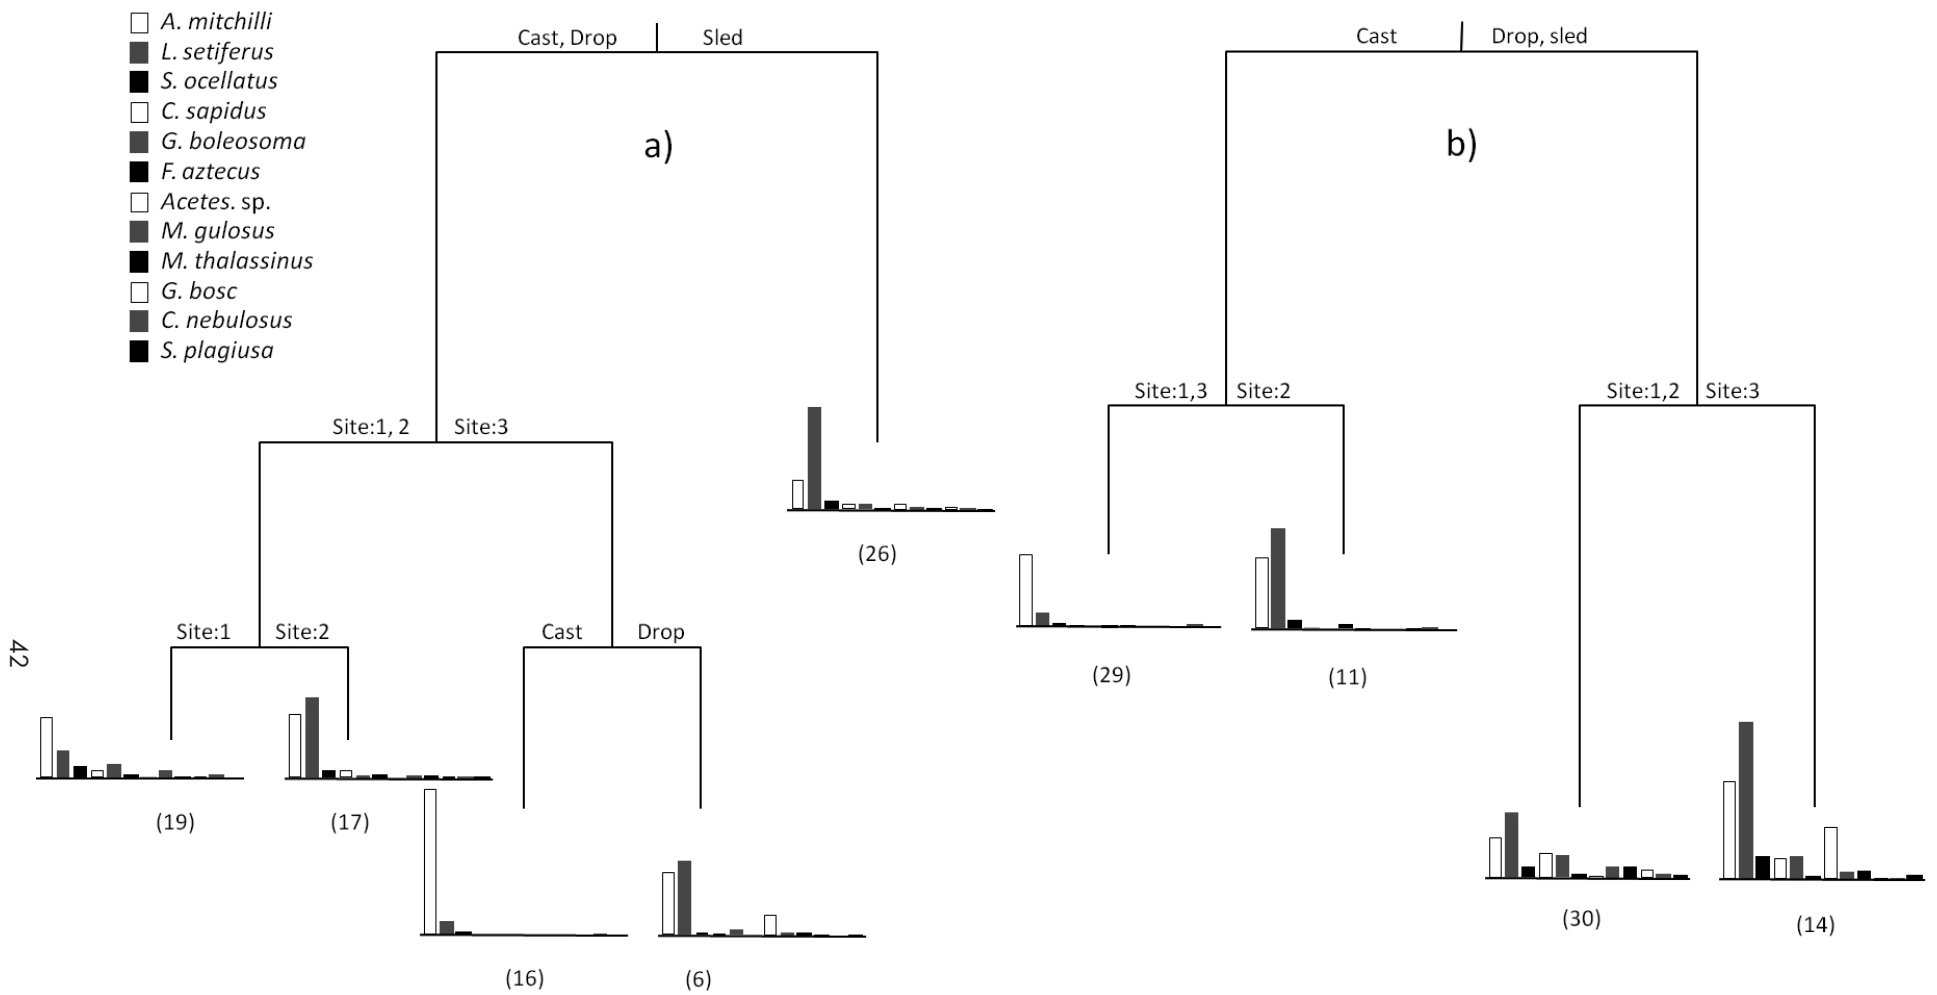 A. mitchilli
L. setiferus
S. ocellatus
C. sapidus
G. boleosoma
F. aztecus
Acetes. sp.
M. gulosus
M. thalassinus
G. bosc
C. nebulosus
S. plagiusa
Cast, Drop
Sled
a)
Site:1, 2
Site:3
(26)
Site:1
Site:2
Cast
Drop
(19)
(17)
(16)
(6)
42
Cast
Drop, sled
b)
Site:1,3
Site:2
Site:1,2
Site:3
(29)
(11)
(30)
(14)